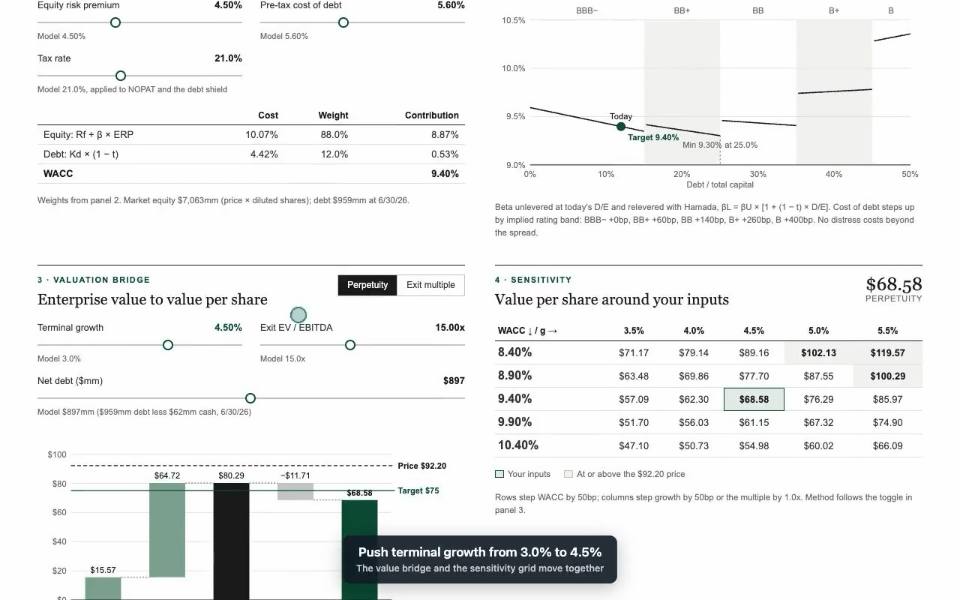 Equity risk premium 4.50% Pre-tax cost of debt 5.60%
Model 4.50% Model 5.60%
Tax rate 21.0%
Model 21.0%, applied to NOPAT and the debt shield
Cost Weight Contribution
Equity: Rf + β × ERP 10.07% 88.0% 8.87%
Debt: Kd × (1 − t) 4.42% 12.0% 0.53%
WACC 9.40%
Weights from panel 2. Market equity $7,063mm (price × diluted shares); debt $959mm at 6/30/26.
BBB− BB+ BB B+ B
10.5%
10.0%
9.5%
9.0%
Today
Target 9.40%
Min 9.30% at 25.0%
0% 10% 20% 30% 40% 50%
Debt / total capital
Beta unlevered at today's D/E and relevered with Hamada, βL = βU × [1 + (1 − t) × D/E]. Cost of debt steps up
by implied rating band: BBB− +0bp, BB+ +60bp, BB +140bp, B+ +260bp, B +400bp. No distress costs beyond
the spread.
3 · VALUATION BRIDGE
Enterprise value to value per share
Perpetuity Exit multiple
Terminal growth 4.50% Exit EV / EBITDA 15.00x
Model 3.0% Model 15.0x
Net debt ($mm) $897
Model $897mm ($959mm debt less $62mm cash, 6/30/26)
$100
$80
$60
$40
$20
$0
Price $92.20
Target $75
$15.57
$64.72
$80.29
−$11.71
$68.58
4 · SENSITIVITY
Value per share around your inputs
$68.58
PERPETUITY
WACC ↓ / g → 3.5% 4.0% 4.5% 5.0% 5.5%
8.40% $71.17 $79.14 $89.16 $102.13 $119.57
8.90% $63.48 $69.86 $77.70 $87.55 $100.29
9.40% $57.09 $62.30 $68.58 $76.29 $85.97
9.90% $51.70 $56.03 $61.15 $67.32 $74.90
10.40% $47.10 $50.73 $54.98 $60.02 $66.09
Your inputs At or above the $92.20 price
Rows step WACC by 50bp; columns step growth by 50bp or the multiple by 1.0x. Method follows the toggle in
panel 3.
Push terminal growth from 3.0% to 4.5%
The value bridge and the sensitivity grid move together